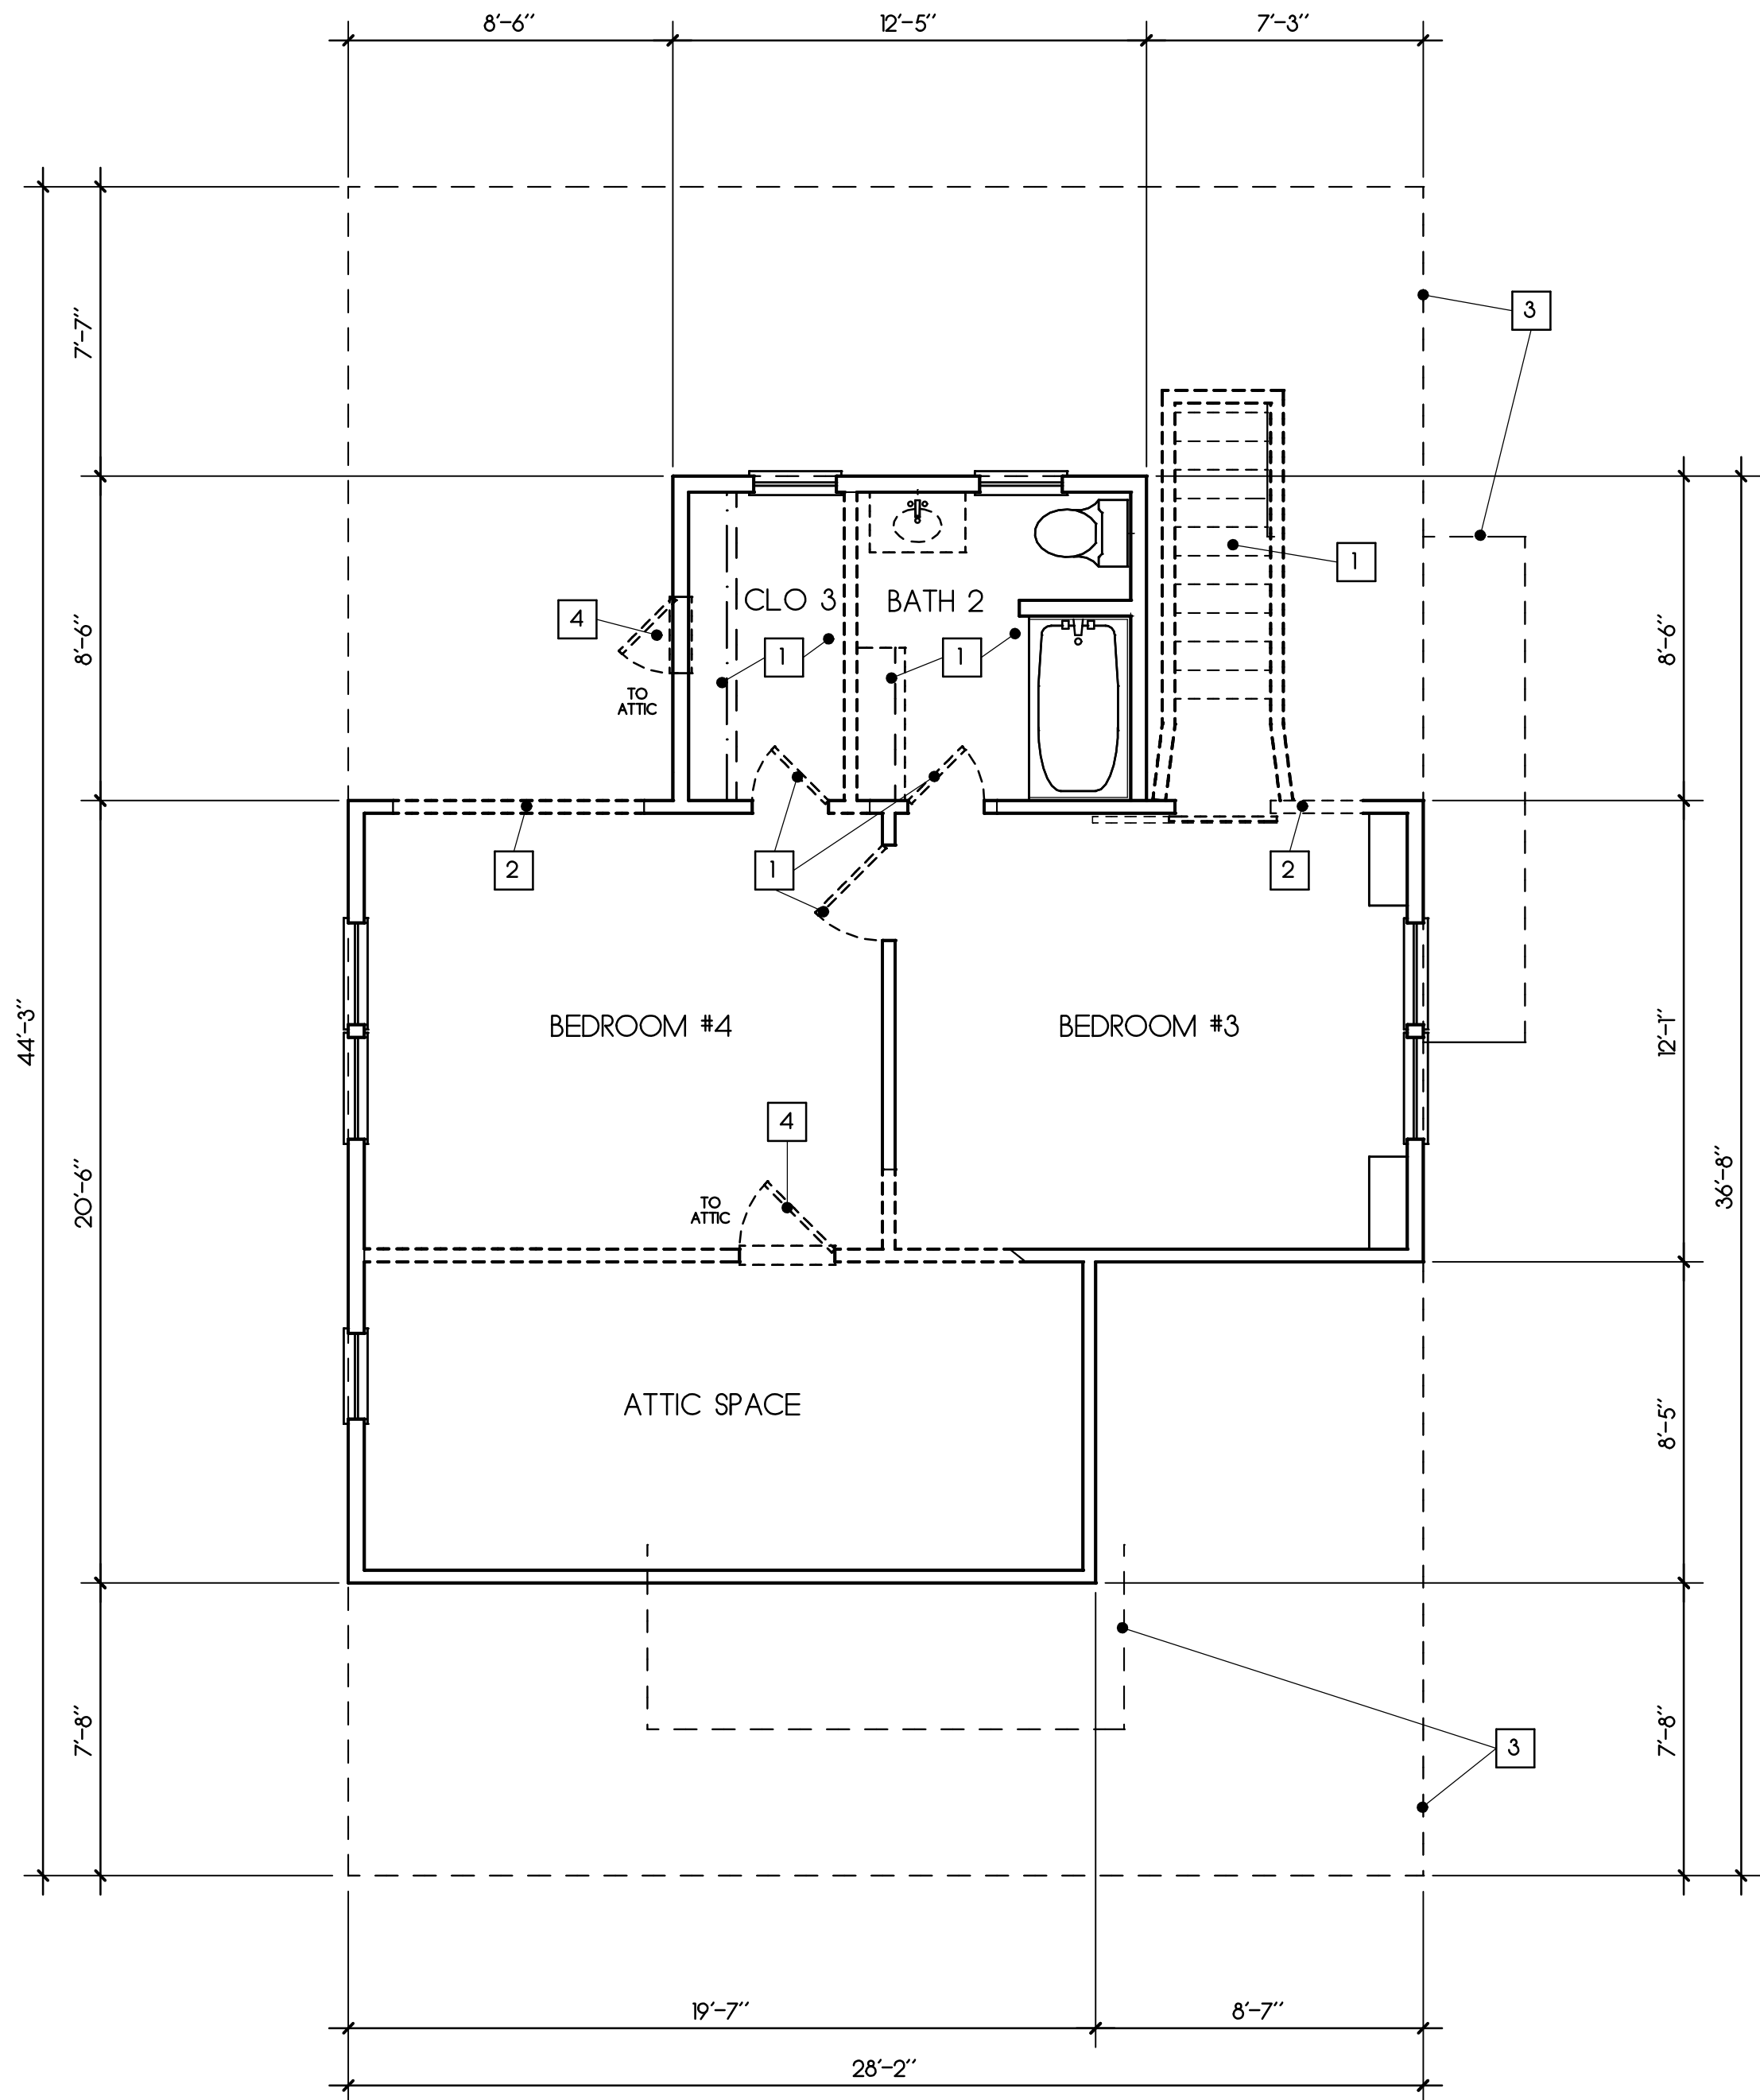 8'-6"
12'-5"
7'-3"
7'-7"
3
1
8'-6"
4
CLO 3
BATH 2
8'-6"
1
1
TO
ATTIC
2
1
2
44'-3"
BEDROOM #4
BEDROOM #3
12'-1"
4
20'-6"
TO
ATTIC
36'-8"
ATTIC SPACE
8'-5"
7'-8"
3
7'-8"
19'-7"
8'-7"
28'-2"